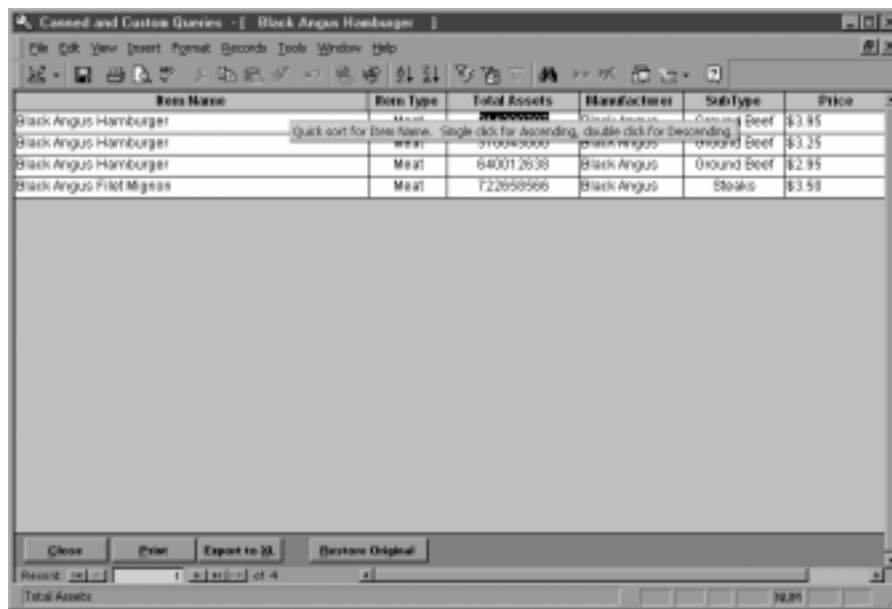 Canned and Custom Queries - [ Black Angus Hamburger ]
File Edit View Insert Format Records Tools Window Help
Item Name Item Type Total Assets Manufacturer SubType Price
Black Angus Hamburger Beef $3.95
Quick sort for Item Name. Single click for Ascending, double click for Descending.
Black Angus Hamburger Ground Beef $3.25
Black Angus Hamburger Meat 640012638 Black Angus Ground Beef $2.95
Black Angus Filet Mignon Meat 722658566 Black Angus Steaks $3.50
Close Print Export to XL Restore Original
Record: 1 of 4
Total Assets NUM